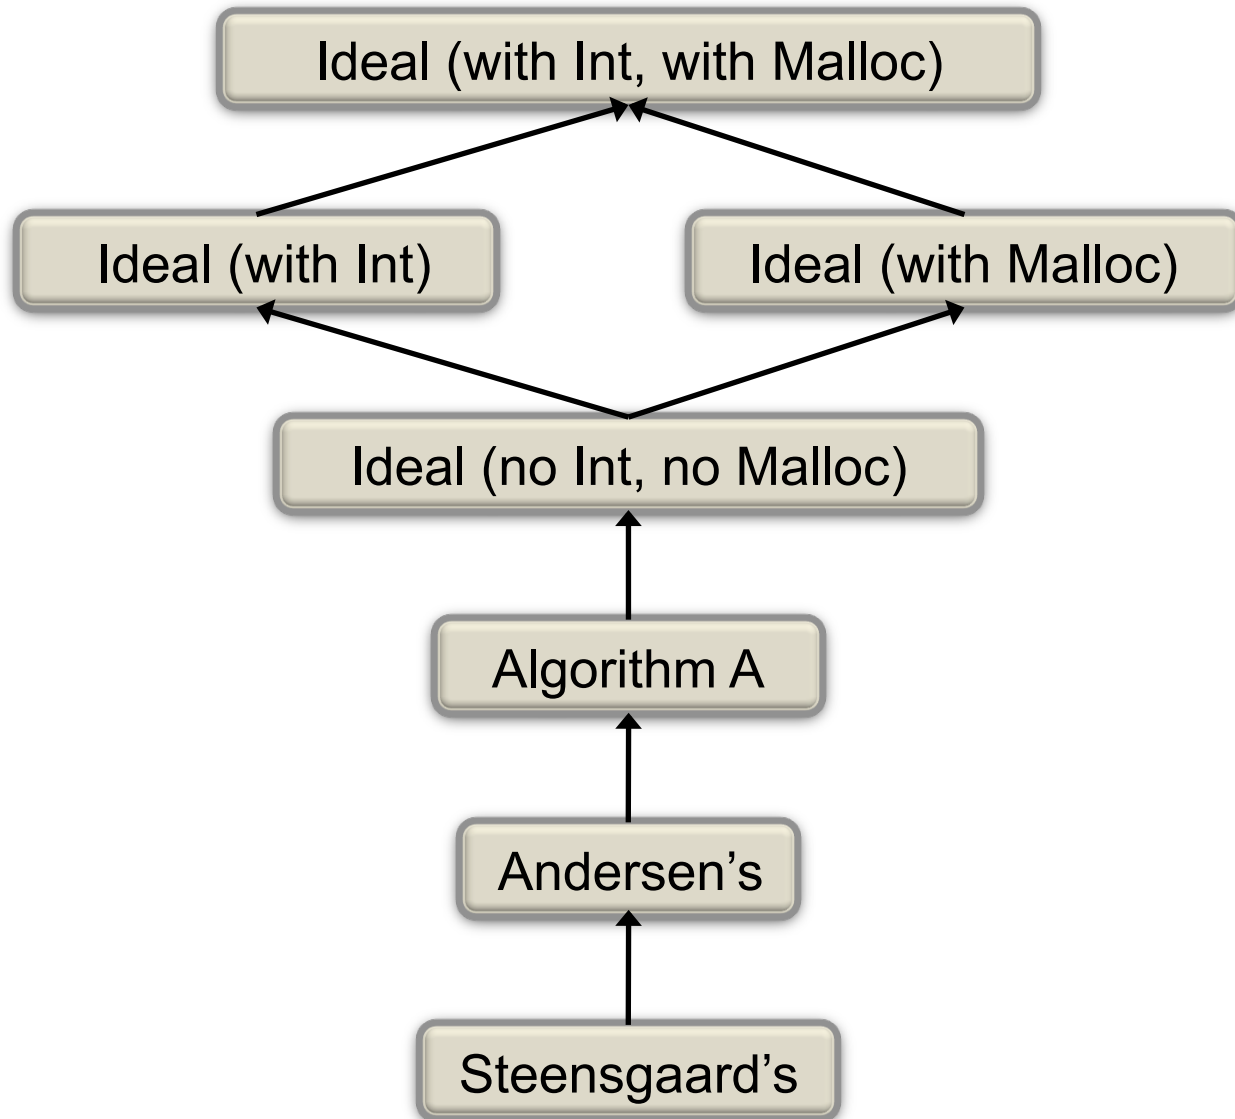 Ideal (with Int, with Malloc)
Ideal (with Int)
Ideal (with Malloc)
Ideal (no Int, no Malloc)
Algorithm A
Andersen’s
Steensgaard’s